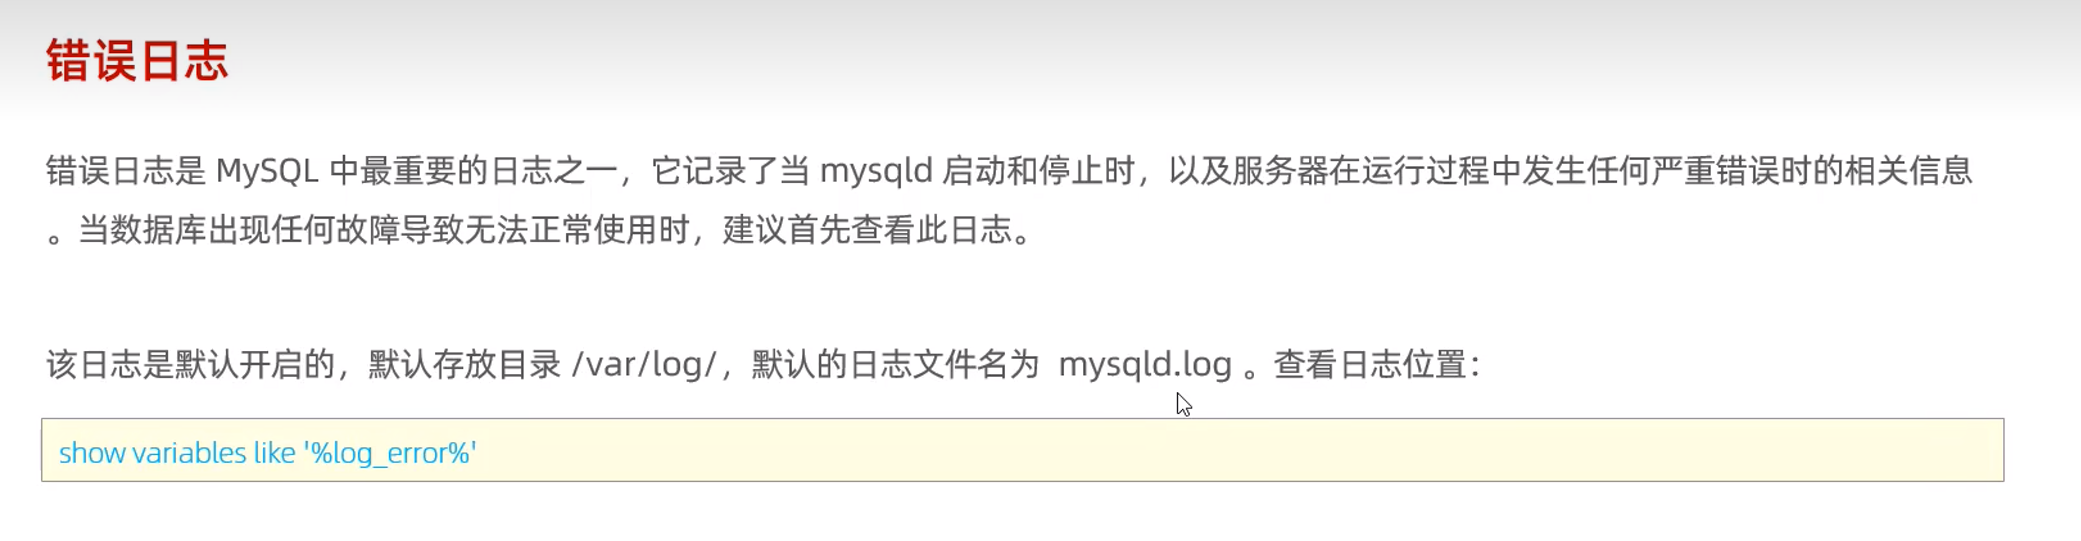 错误日志
错误日志是 MySQL 中最重要的日志之一，它记录了当 mysqld 启动和停止时，以及服务器在运行过程中发生任何严重错误时的相关信息
。当数据库出现任何故障导致无法正常使用时，建议首先查看此日志。
该日志是默认开启的，默认存放目录 /var/log/，默认的日志文件名为 mysqld.log 。查看日志位置：
show variables like '%log_error%'